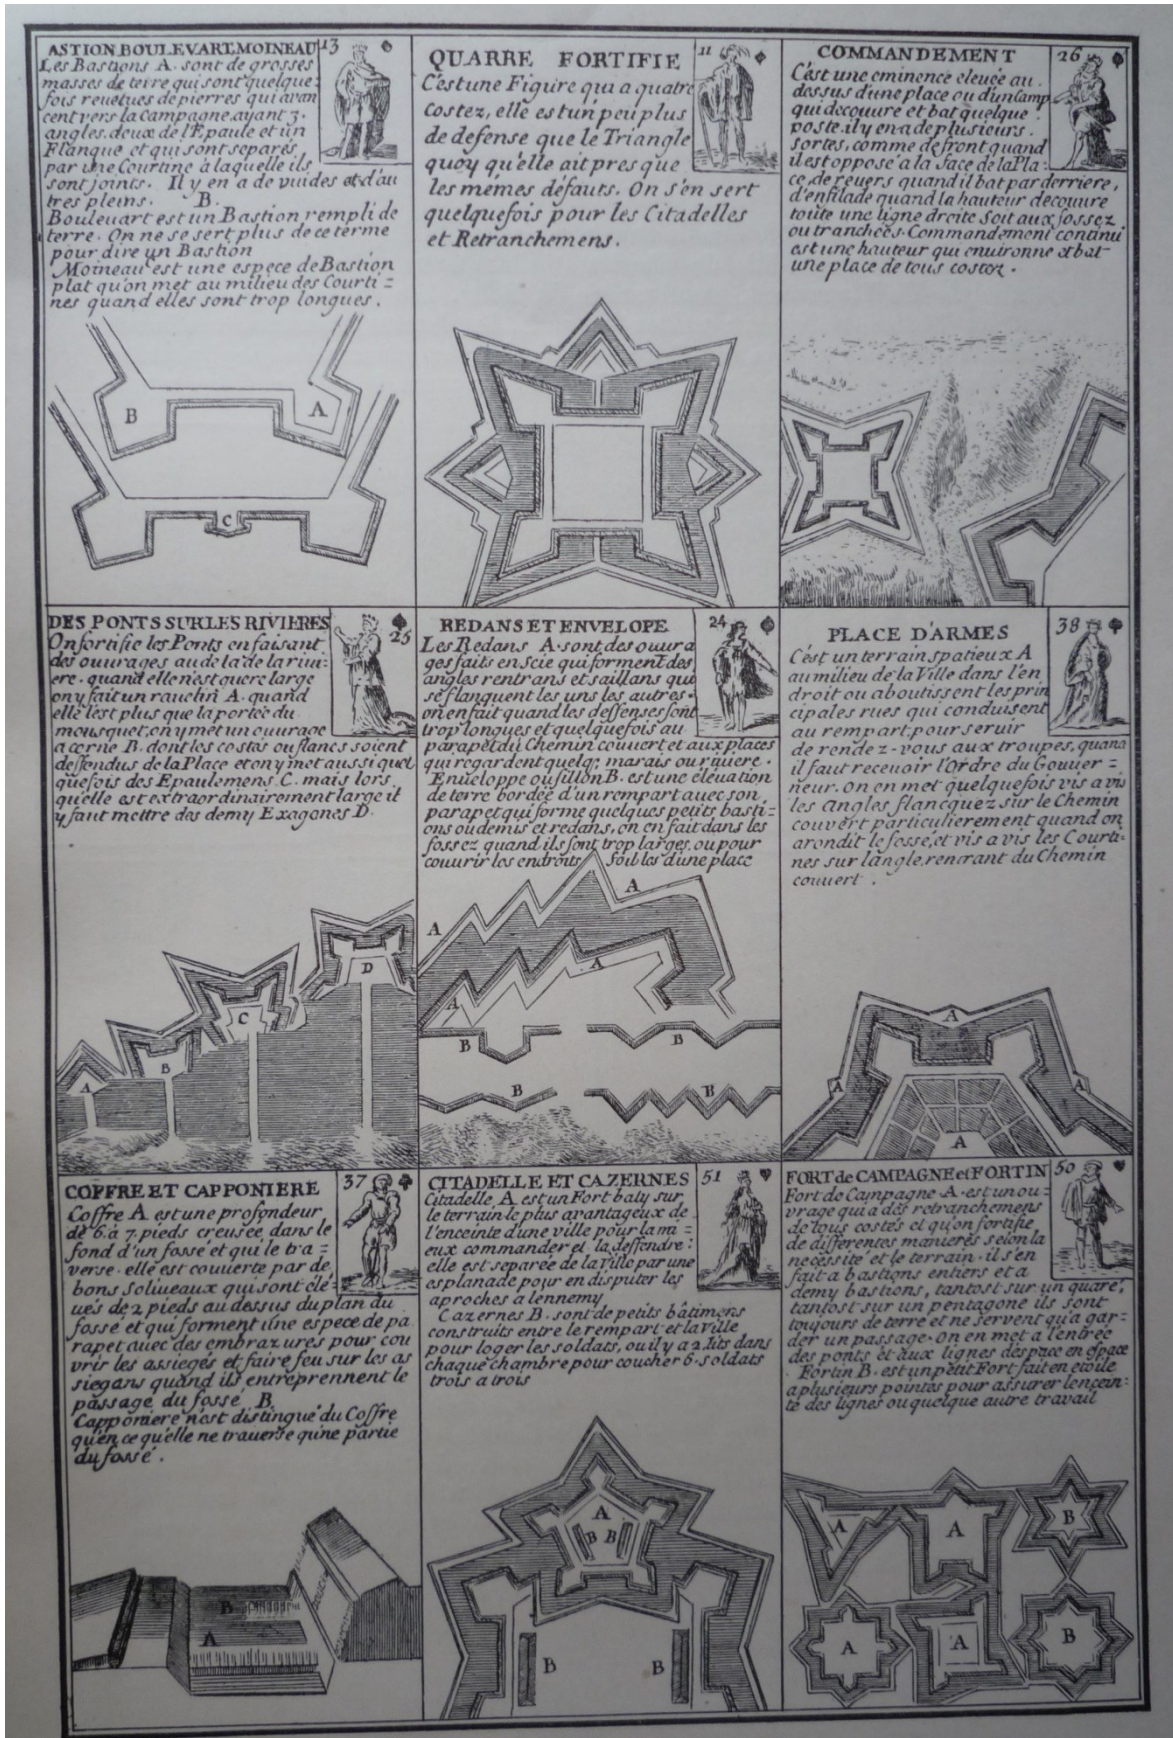 ASTION BOULEVART MOINEAU
13
Les Bastions A. sont de grosses
masses de terre qui sont quelque=
fois reuetues de pierres qui auan
cent vers la Campagne, ayant 3.
angles, deux de l'Epaule et un
Flanque et qui sont separés
par une Courtine à laquelle ils
sont joints. Il y en a de vuides et d'au
tres pleins. B.
Bouleuart est un Bastion rempli de
terre. On ne se sert plus de ce terme
pour dire un Bastion
Moineau est une espece de Bastion
plat qu'on met au milieu des Courti=
nes quand elles sont trop longues.
B
A
C
QUARRE FORTIFIE
11
C'est une Figure qui a quatre
costez, elle est un peu plus
de defense que le Triangle
quoy qu'elle ait presque
les mémes defauts. On s'en sert
quelquefois pour les Citadelles
et Retranchemens.
COMMANDEMENT
26
C'est une eminence eleuée au
dessus d'une place ou d'un Camp
qui decouure et bat quelque
poste. il y en a de plusieurs
sortes, comme de front quand
il est opposé a la face de la Pla=
ce, de reuers quand il bat par derriere,
d'enfilade quand la hauteur decouure
toute une ligne droite soit aux fossez
ou tranchées. Commandement continu
est une hauteur qui enuironne et bat
une place de tous costez.
DES PONTS SUR LES RIVIERES
25
On fortifie les Ponts en faisant
des ouurages au de la de la riui=
ere. quand elle n'est guere large
on y fait un A. quand
elle l'est plus que la portée du
mousquet, on y met un ouurage
a corne B. dont les costés ou flancs soient
deffendus de la Place et on y met aussi quel
quefois des Epaulemens C. mais lors
qu'elle est extraordinairement large il
y faut mettre des demy Exagones D.
A
B
C
D
REDANS ET ENVELOPE
24
Les Redans A. sont des ouura
ges faits en Scie qui forment des
angles rentrans et saillans qui
se flanquent les uns les autres.
on en fait quand les deffenses sont
trop longues et quelquefois au
parapet du Chemin couuert et aux places
qui regardent quelq; marais ou riuiere.
Enueloppe ou sillon B. est une éléuation
de terre bordée d'un rempart auec son
parapet qui forme quelques petits basti=
ons ou demis et redans, on en fait dans les
fossez quand ils sont trop larges, ou pour
couurir les endroits foibles d'une place
A
A
A
A
B
B
B
B
PLACE D'ARMES
38
C'est un terrain spatieux A
au milieu de la Ville dans l'en
droit ou aboutissent les prin
cipales rues qui conduisent
au rempart, pour seruir
de rendez-vous aux troupes, quand
il faut receuoir l'Ordre du Gouuer=
neur. On en met quelquefois vis a vis
les angles flancquez sur le Chemin
couuert particulierement quand on
arondit le fossé, et vis a vis les Courti=
nes sur l'angle rentrant du Chemin
couuert.
A
A
A
A
COFFRE ET CAPPONIERE
37
Coffre A est une profondeur
de 6. à 7. pieds creusée dans le
fond d'un fossé et qui le tra=
verse. elle est couuerte par de
bons Soliueaux qui sont éle=
ués de 2 pieds au dessus du plan du
fossé et qui forment une espece de pa
rapet auec des embrazures pour cou
vris les assiegés et faire feu sur les as
siegans quand ils entreprennent le
passage du fossé, B.
Capponiere n'est distingué du Coffre
qu'en ce qu'elle ne trauerse qu'ne partie
du fossé.
B
A
CITADELLE ET CAZERNES
51
Citadelle A est un Fort baty sur
le terrain le plus avantageux de
l'enceinte d'une ville pour la mi=
eux commander et la deffendre:
elle est separée de la Ville par une
esplanade pour en disputer les
aproches a lennemy
Cazernes B. sont de petits bâtimens
construits entre le rempart et la Ville
pour loger les soldats, ou il y a 2. lits dans
chaque chambre pour coucher 6. soldats
trois a trois
A
B B
B
B
FORT de CAMPAGNE et FORTIN
50
Fort de Campagne A. est un ou=
vrage qui a des retranchemens
de tous costés et qu'on fortifie
de differentes manieres selon la
necessité et le terrain. il s'en
fait a bastions entiers et a
demy bastions, tantost sur un quaré,
tantost sur un pentagone ils sont
toujours de terre et ne servent qu'a gar=
der un passage. On en met a l'entrée
des ponts et aux lignes d'espace en espace
Fortin B. est un petit Fort fait en etoile
a plusieurs pointes pour assurer lencein=
te des lignes ou quelque autre travail
A
A
B
A
A
B